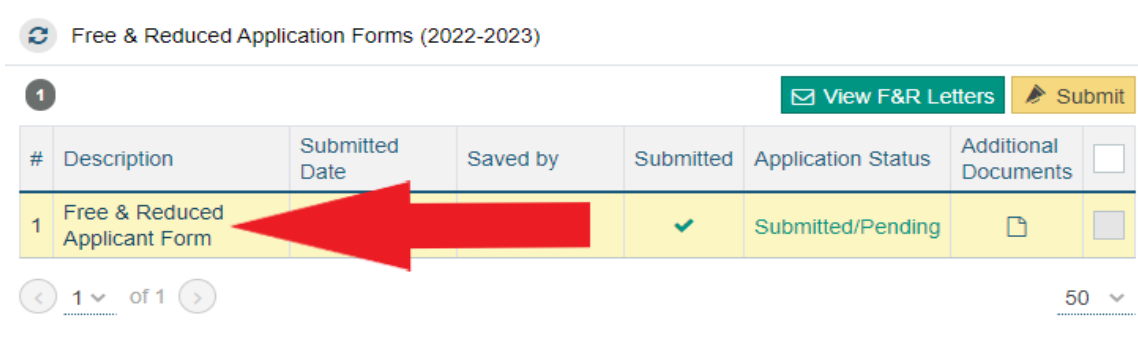 Free & Reduced Application Forms (2022-2023)
1
View F&R Letters
Submit
# Description Submitted Date Saved by Submitted Application Status Additional Documents
1 Free & Reduced Applicant Form Submitted/Pending
1 of 1
50